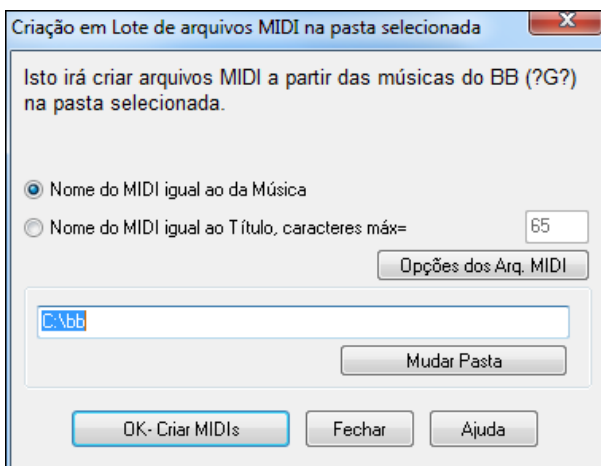 Criação em Lote de arquivos MIDI na pasta selecionada
Isto irá criar arquivos MIDI a partir das músicas do BB (?G?)
na pasta selecionada.
Nome do MIDI igual ao da Música
Nome do MIDI igual ao Título, caracteres máx= 65
Opções dos Arq. MIDI
C:\bb
Mudar Pasta
OK- Criar MIDIs Fechar Ajuda